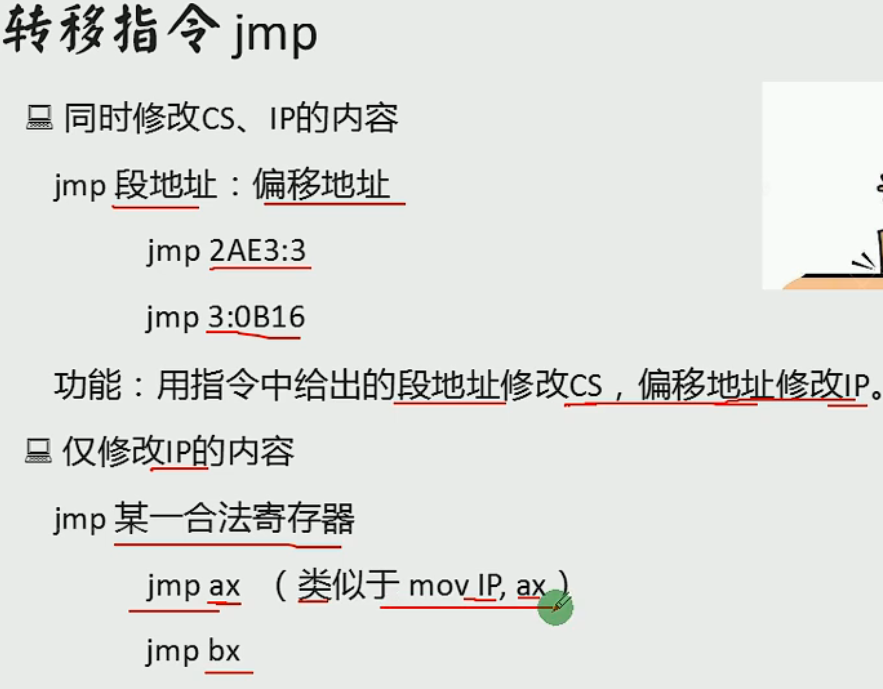 转移指令 jmp
同时修改CS、IP的内容
jmp 段地址：偏移地址
jmp 2AE3:3
jmp 3:0B16
功能：用指令中给出的段地址修改CS，偏移地址修改IP。
仅修改IP的内容
jmp 某一合法寄存器
jmp ax （类似于 mov IP, ax）
jmp bx